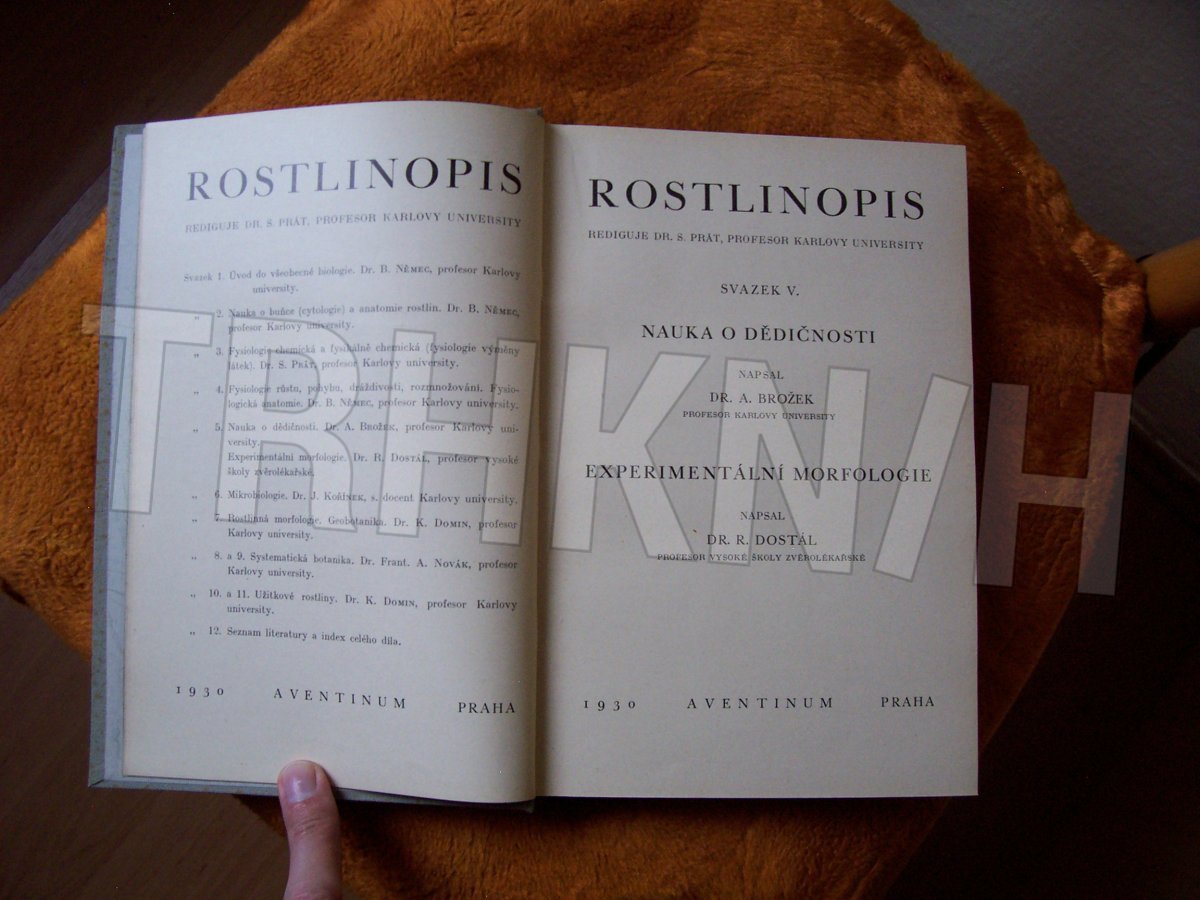 ROSTLINOPIS
REDIGUJE DR. S. PRÁT, PROFESOR KARLOVY UNIVERSITY
Svazek 1. Úvod do všeobecné biologie. Dr. B. NĚMEC, profesor Karlovy
university.
„ 2. Nauka o buňce (cytologie) a anatomie rostlin. Dr. B. NĚMEC,
profesor Karlovy university.
„ 3. Fysiologie chemická a fysikálně chemická (fysiologie výměny
látek). Dr. S. PRÁT, profesor Karlovy university.
„ 4. Fysiologie růstu, pohybu, dráždivosti, rozmnožování. Fysio-
logická anatomie. Dr. B. NĚMEC, profesor Karlovy university.
„ 5. Nauka o dědičnosti. Dr. A. BROŽEK, profesor Karlovy uni-
versity.
Experimentální morfologie. Dr. R. DOSTÁL, profesor vysoké
školy zvěrolékařské.
„ 6. Mikrobiologie. Dr. J. KOŘÍNEK, s. docent Karlovy university.
„ 7. Rostlinná morfologie. Geobotanika. Dr. K. DOMIN, profesor
Karlovy university.
„ 8. a 9. Systematická botanika. Dr. Frant. A. NOVÁK, profesor
Karlovy university.
„ 10. a 11. Užitkové rostliny. Dr. K. DOMIN, profesor Karlovy
university.
„ 12. Seznam literatury a index celého díla.
1930 AVENTINUM PRAHA
ROSTLINOPIS
REDIGUJE DR. S. PRÁT, PROFESOR KARLOVY UNIVERSITY
SVAZEK V.
NAUKA O DĚDIČNOSTI
NAPSAL
DR. A. BROŽEK
PROFESOR KARLOVY UNIVERSITY
EXPERIMENTÁLNÍ MORFOLOGIE
NAPSAL
DR. R. DOSTÁL
PROFESOR VYSOKÉ ŠKOLY ZVĚROLÉKAŘSKÉ
1930 AVENTINUM PRAHA
TRHKNIH